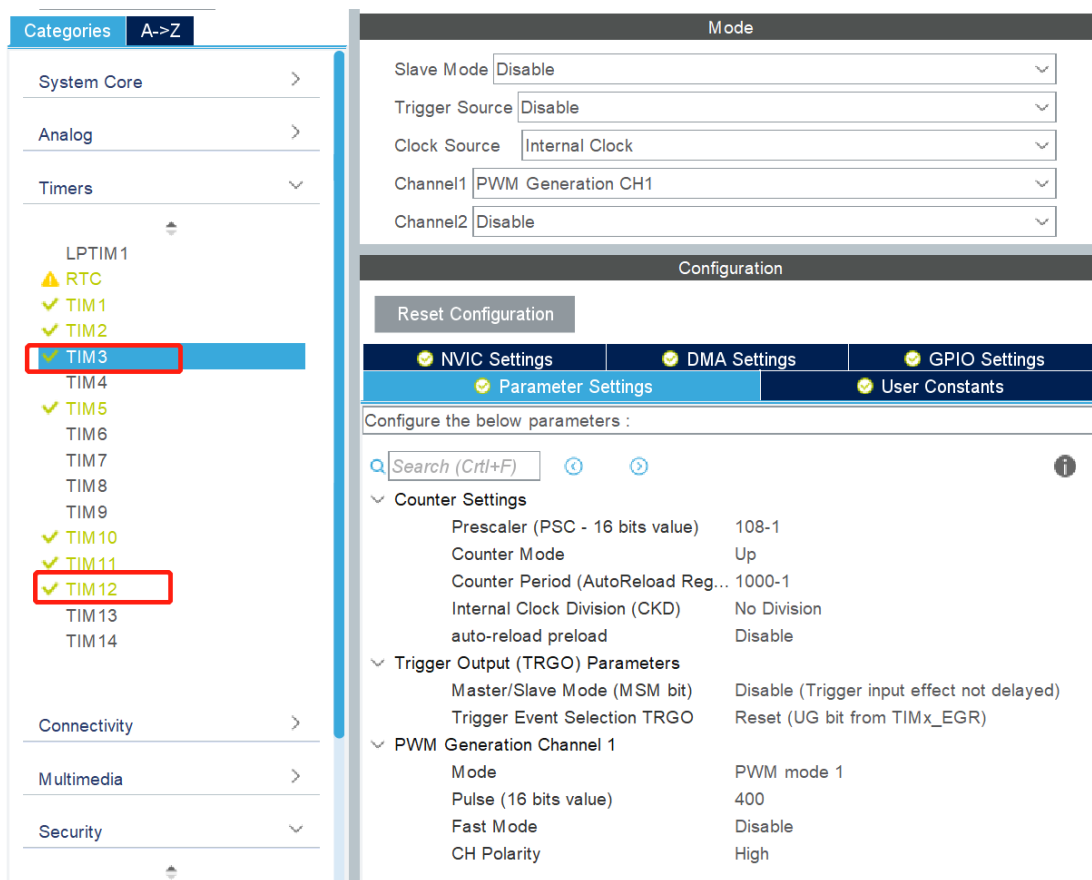 Categories A->Z
System Core
Analog
Timers
LPTIM1
RTC
TIM1
TIM2
TIM3
TIM4
TIM5
TIM6
TIM7
TIM8
TIM9
TIM10
TIM11
TIM12
TIM13
TIM14
Connectivity
Multimedia
Security
Mode
Slave Mode Disable
Trigger Source Disable
Clock Source Internal Clock
Channel1 PWM Generation CH1
Channel2 Disable
Configuration
Reset Configuration
NVIC Settings DMA Settings GPIO Settings
Parameter Settings User Constants
Configure the below parameters :
Search (Crtl+F)
Counter Settings
Prescaler (PSC - 16 bits value) 108-1
Counter Mode Up
Counter Period (AutoReload Reg... 1000-1
Internal Clock Division (CKD) No Division
auto-reload preload Disable
Trigger Output (TRGO) Parameters
Master/Slave Mode (MSM bit) Disable (Trigger input effect not delayed)
Trigger Event Selection TRGO Reset (UG bit from TIMx_EGR)
PWM Generation Channel 1
Mode PWM mode 1
Pulse (16 bits value) 400
Fast Mode Disable
CH Polarity High